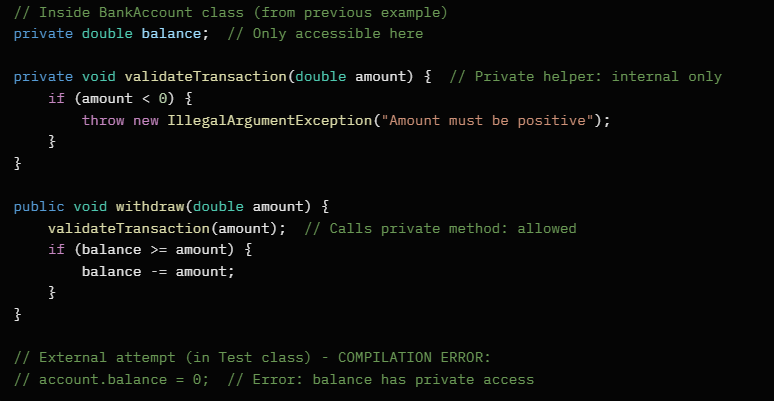 // Inside BankAccount class (from previous example)
private double balance;  // Only accessible here

private void validateTransaction(double amount) {  // Private helper: internal only
    if (amount < 0) {
        throw new IllegalArgumentException("Amount must be positive");
    }
}

public void withdraw(double amount) {
    validateTransaction(amount);  // Calls private method: allowed
    if (balance >= amount) {
        balance -= amount;
    }
}

// External attempt (in Test class) - COMPILATION ERROR:
// account.balance = 0;  // Error: balance has private access